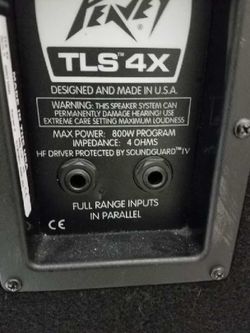 PEAVEY
TLS™ 4X
DESIGNED AND MADE IN U.S.A.
WARNING: THIS SPEAKER SYSTEM CAN
PERMANENTLY DAMAGE HEARING! USE
EXTREME CARE SETTING MAXIMUM LOUDNESS
MAX POWER: 800W PROGRAM
IMPEDANCE: 4 OHMS
HF DRIVER PROTECTED BY SOUNDGUARD™ IV
FULL RANGE INPUTS
IN PARALLEL
CE